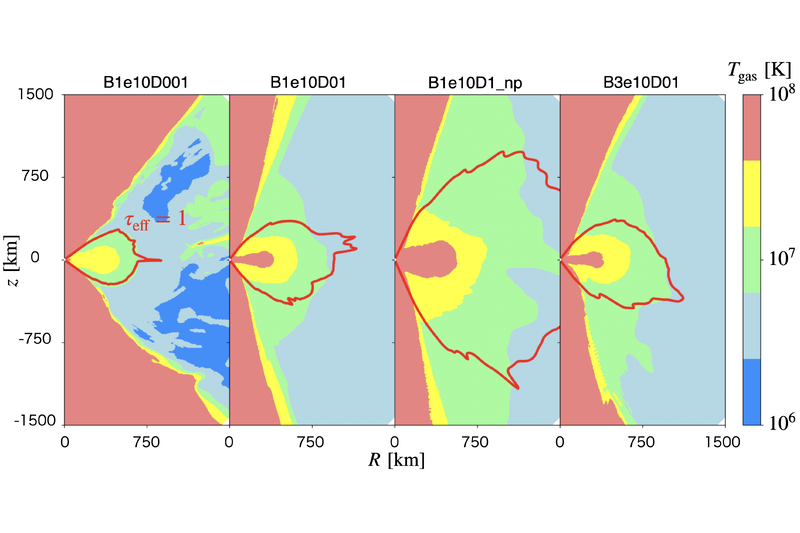 B1e10D001 B1e10D01 B1e10D1_np B3e10D01 T_gas [K]
1500 10^8
750
τ_eff = 1
z [km] 0 10^7
-750
-1500 10^6
0 750 0 750 0 750 0 750 1500
R [km]